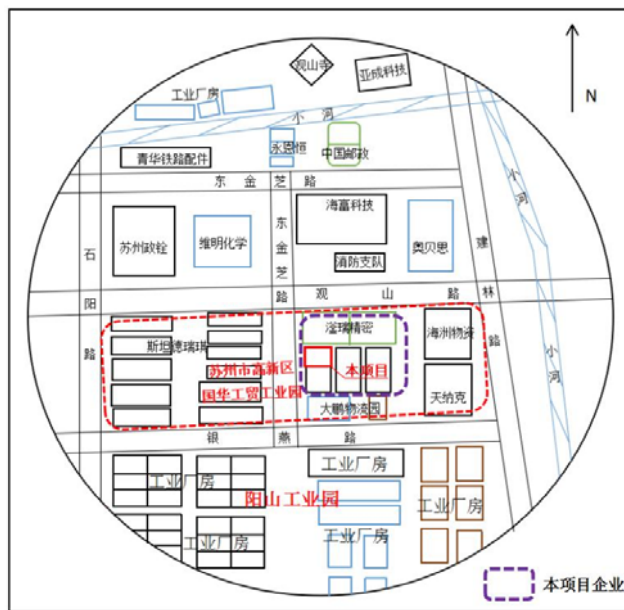 观山寺
亚成科技
N
工业厂房
小河
永恩恒
中国邮政
青华铁路配件
东金芝路
小河
海富科技
苏州政铨
维明化学
东金芝路
奥贝思
消防支队
石阳路
建林路
观山路
滏瑞精密
海洲物资
斯坦德瑞琪
苏州市高新区
国华工贸工业园
本项目
小河
大鹏物流园
天纳克
银燕路
工业厂房
工业厂房
阳山工业园
工业厂房
工业厂房
工业厂房
本项目企业